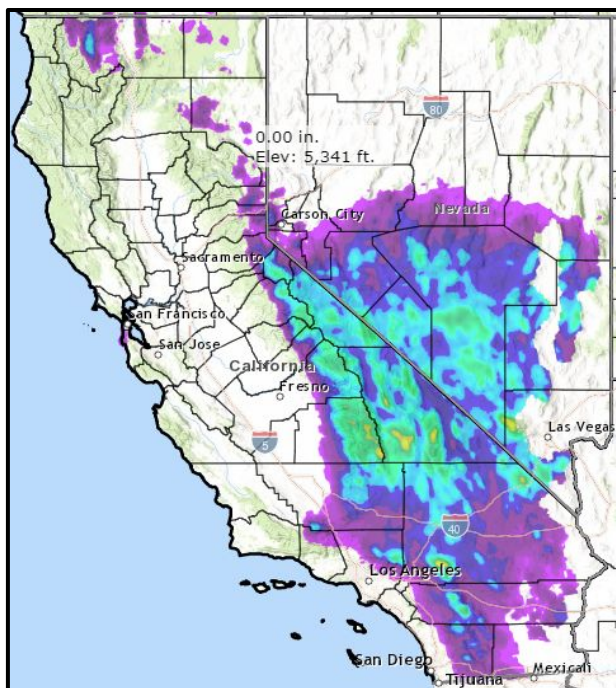 80
0.00 in.
Elev: 5,341 ft.
Carson City
Nevada
Sacramento
San Francisco
San Jose
California
Fresno
5
Las Vegas
40
Los Angeles
San Diego
Tijuana
Mexicali